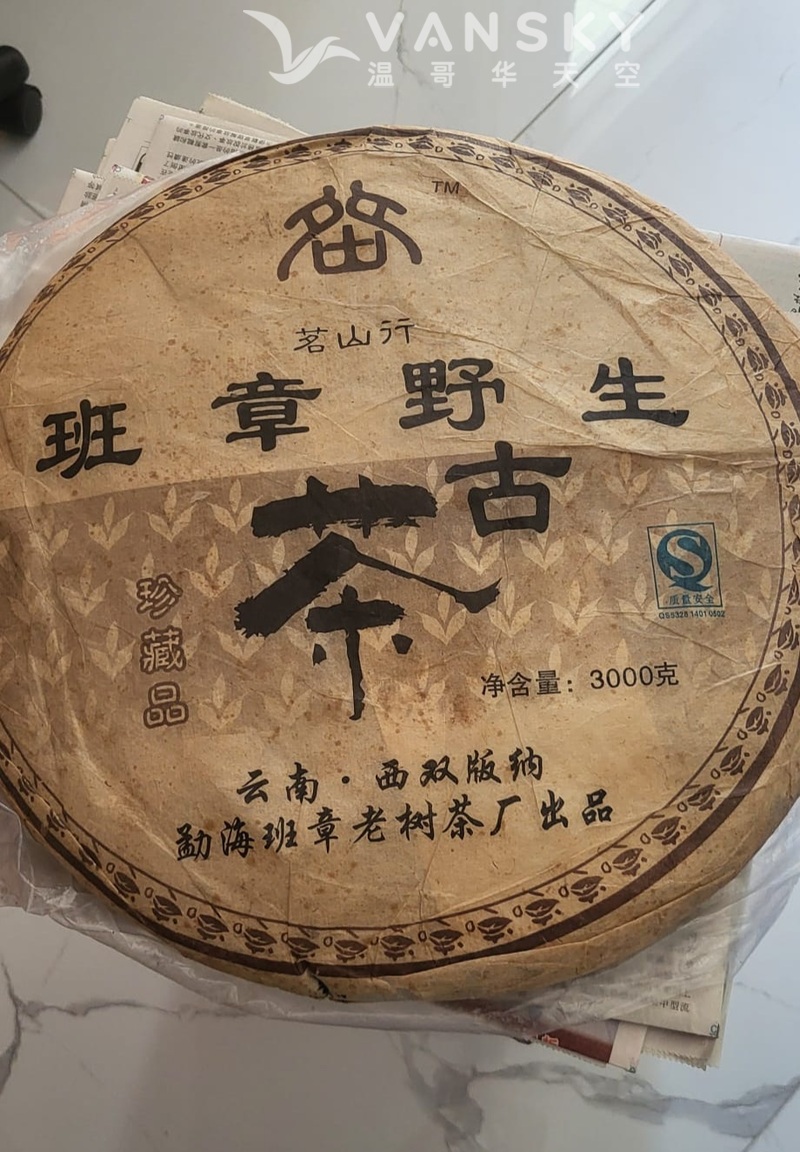 VANSKY
温哥华天空
TM
茗山行
班章野生
古
茶
珍藏品
质量安全
QS5328 1401 0502
净含量：3000克
云南·西双版纳
勐海班章老树茶厂出品